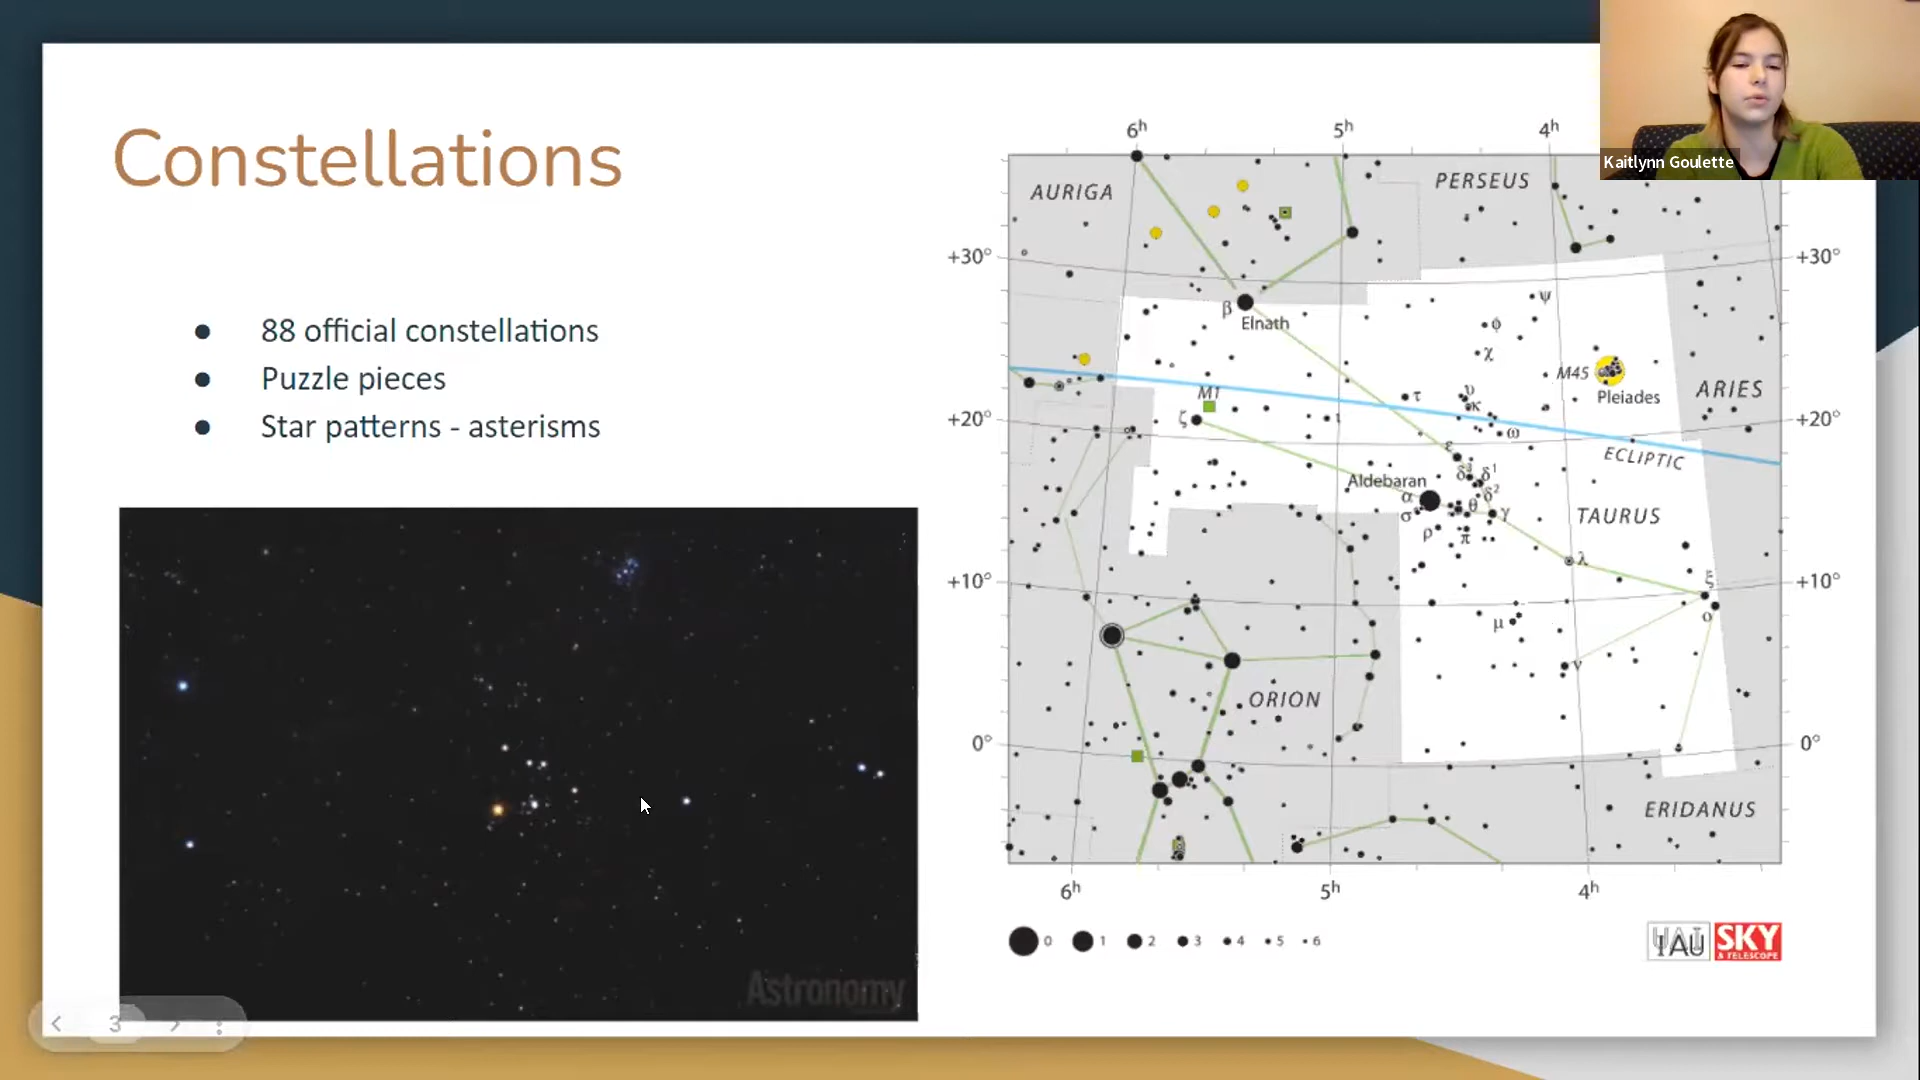 Constellations
88 official constellations
Puzzle pieces
Star patterns - asterisms
Astronomy
3
Kaitlynn Goulette
6h 5h 4h
AURIGA
PERSEUS
+30° +30°
β
Elnath
ψ
ϕ
χ
M45
Pleiades
ARIES
M1
τ
υ
κ
ζ
ι
+20° +20°
ω
ε
ECLIPTIC
Aldebaran
δ3 δ1
α
δ2
σ
θ
γ
TAURUS
ρ
π
λ
+10° +10°
ξ
ο
μ
ν
ORION
0° 0°
ERIDANUS
6h 5h 4h
0 1 2 3 4 5 6
IAU
SKY
& TELESCOPE